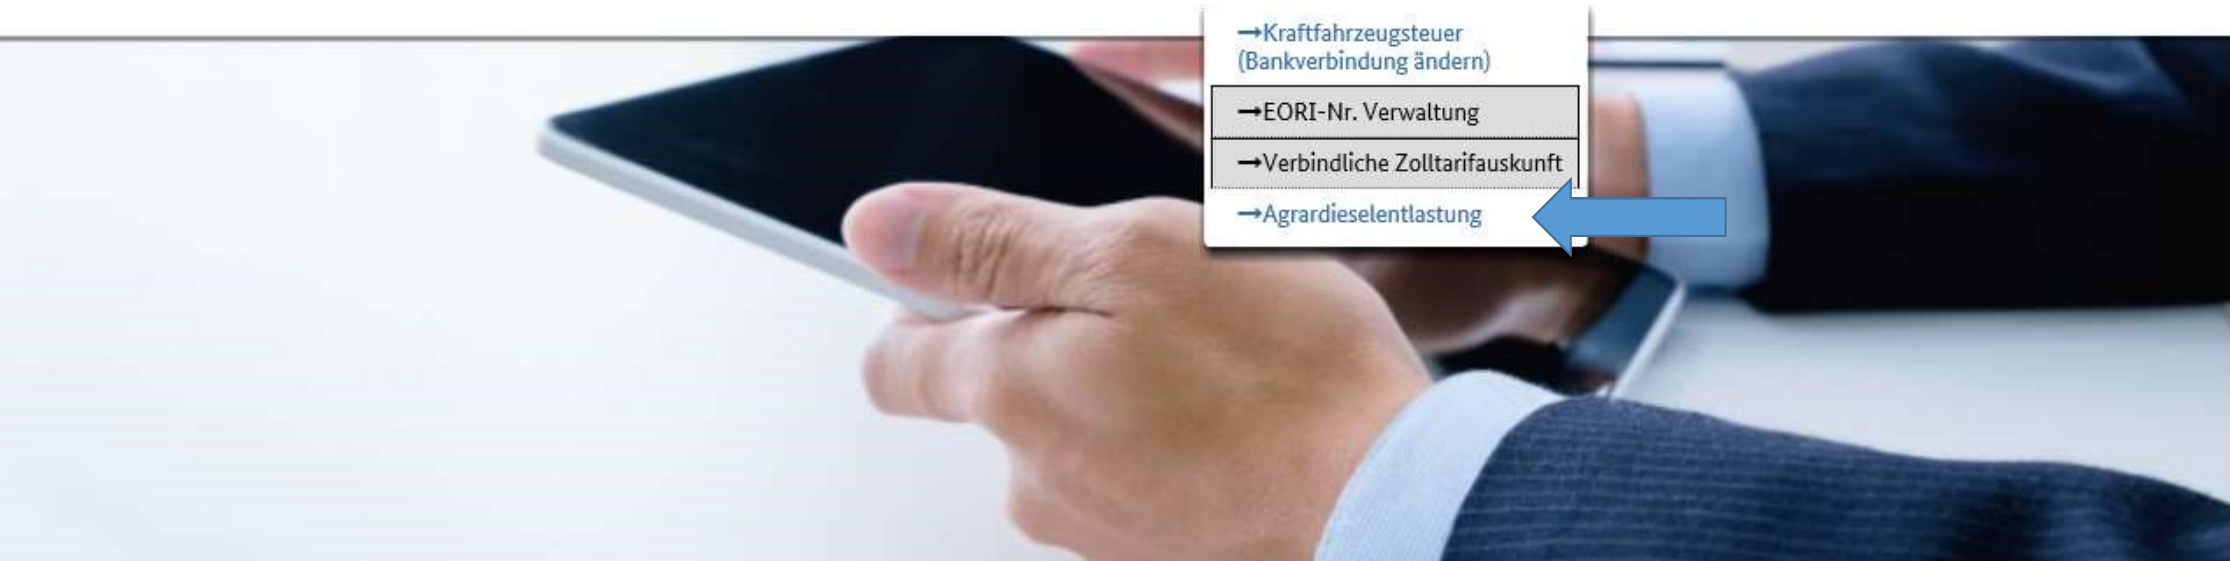 →Kraftfahrzeugsteuer
(Bankverbindung ändern)
→EORI-Nr. Verwaltung
→Verbindliche Zolltarifauskunft
→Agrardieselentlastung